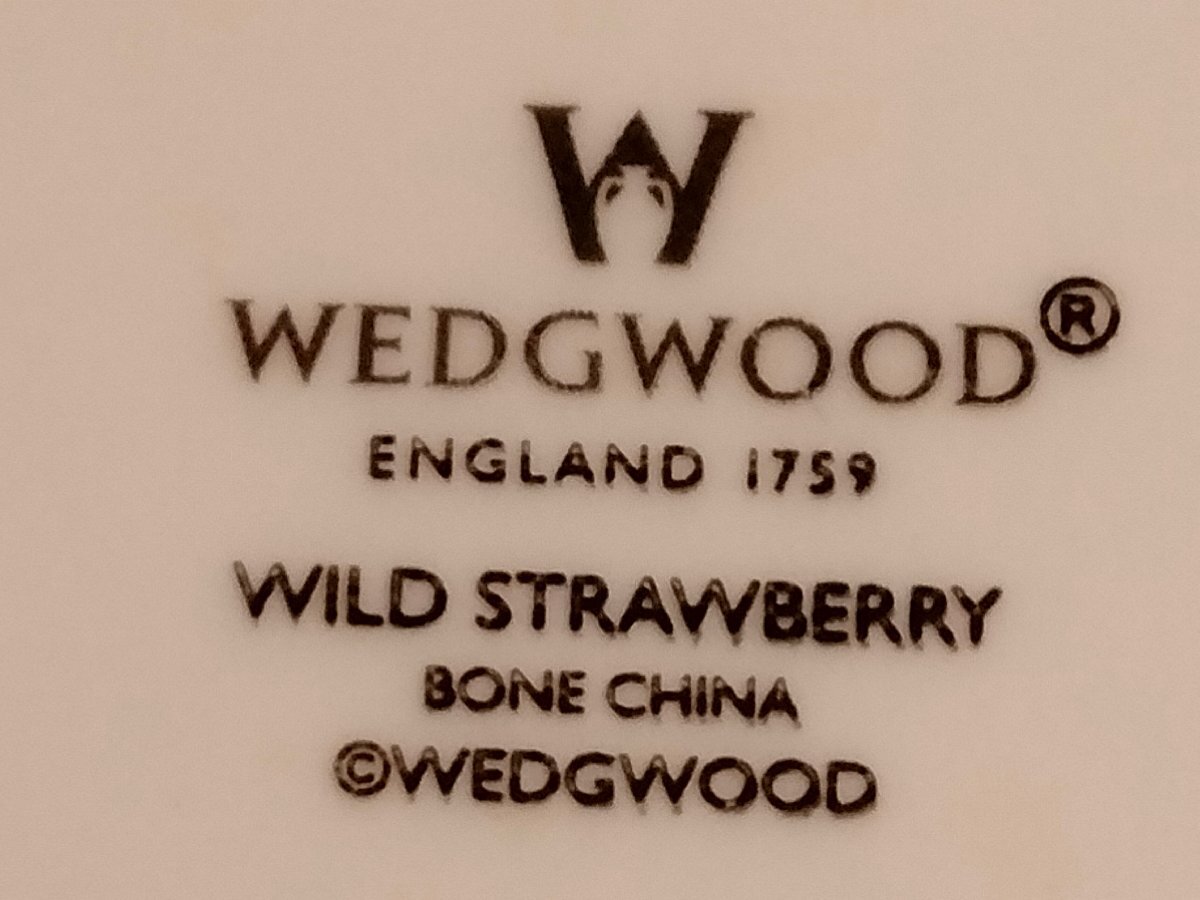 W
WEDGWOOD®
ENGLAND 1759
WILD STRAWBERRY
BONE CHINA
©WEDGWOOD